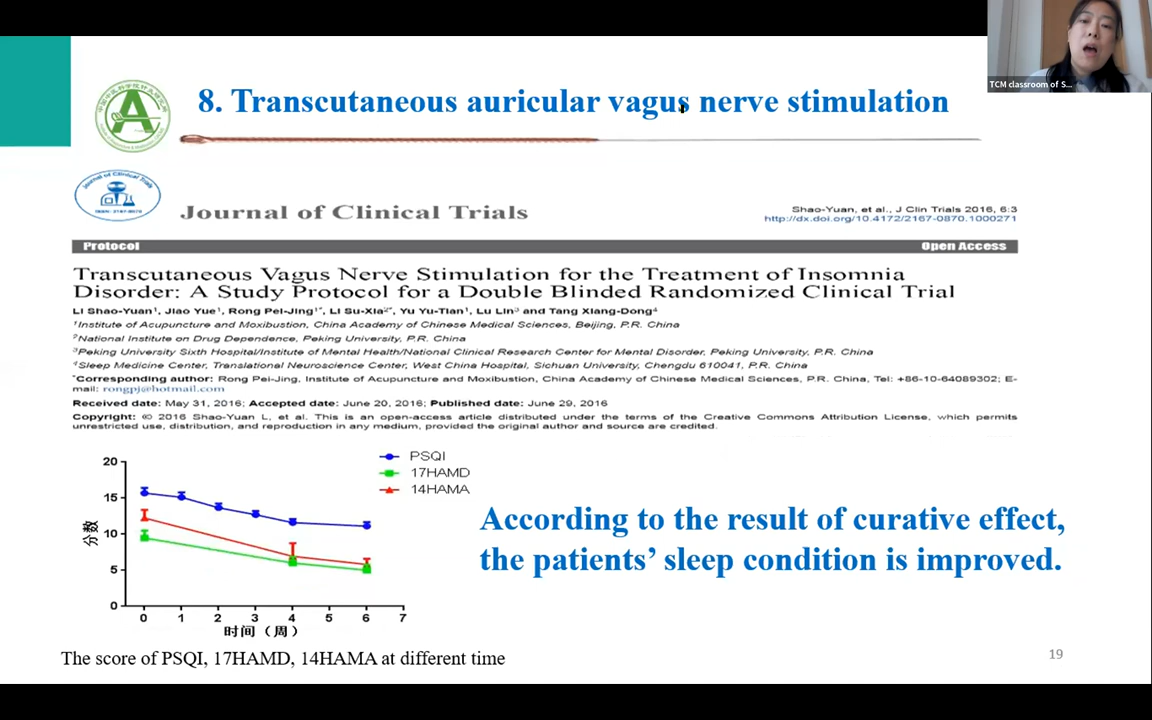 TCM classroom of S...
8. Transcutaneous auricular vagus nerve stimulation
A
Journal of Clinical Trials
Journal of Clinical Trials
Shao-Yuan, et al., J Clin Trials 2016, 6:3
http://dx.doi.org/10.4172/2167-0870.1000271
Protocol
Open Access
Transcutaneous Vagus Nerve Stimulation for the Treatment of Insomnia
Disorder: A Study Protocol for a Double Blinded Randomized Clinical Trial
Li Shao-Yuan¹, Jiao Yue¹, Rong Pei-Jing¹*, Li Su-Xia²*, Yu Yu-Tian¹, Lu Lin³ and Tang Xiang-Dong⁴
¹Institute of Acupuncture and Moxibustion, China Academy of Chinese Medical Sciences, Beijing, P.R. China
²National Institute on Drug Dependence, Peking University, P.R. China
³Peking University Sixth Hospital/Institute of Mental Health/National Clinical Research Center for Mental Disorder, Peking University, P.R. China
⁴Sleep Medicine Center, Translational Neuroscience Center, West China Hospital, Sichuan University, Chengdu 610041, P.R. China
*Corresponding author: Rong Pei-Jing, Institute of Acupuncture and Moxibustion, China Academy of Chinese Medical Sciences, P.R. China, Tel: +86-10-64089302; E-
mail: rongpj@hotmail.com
Received date: May 31, 2016; Accepted date: June 20, 2016; Published date: June 29, 2016
Copyright: © 2016 Shao-Yuan L, et al. This is an open-access article distributed under the terms of the Creative Commons Attribution License, which permits
unrestricted use, distribution, and reproduction in any medium, provided the original author and source are credited.
PSQI
17HAMD
14HAMA
20
15
10
5
0
分数
0 1 2 3 4 5 6 7
时间（周）
According to the result of curative effect,
the patients' sleep condition is improved.
The score of PSQI, 17HAMD, 14HAMA at different time
19